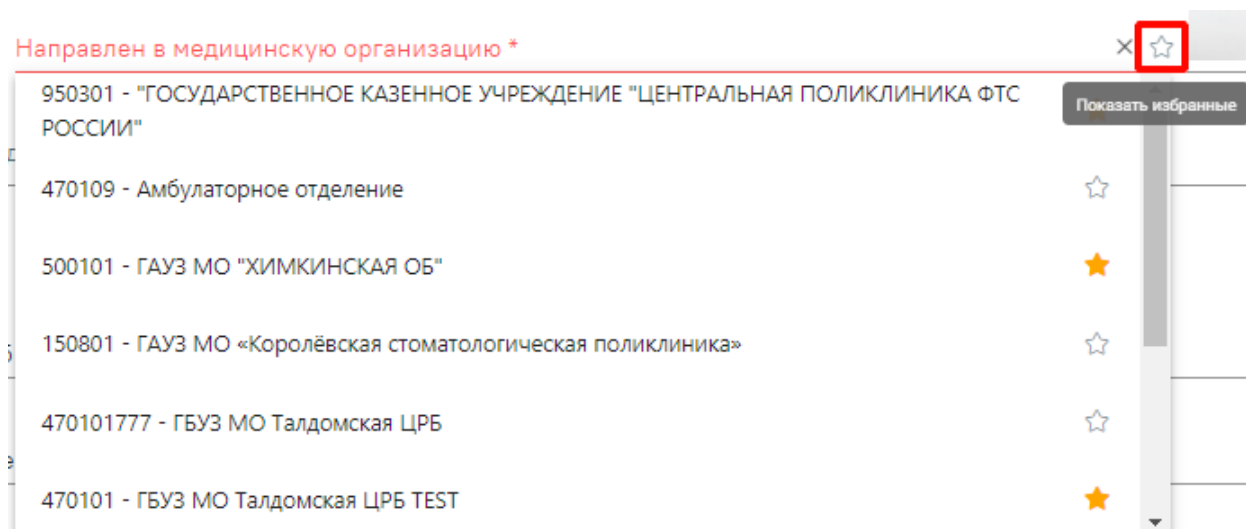 Направлен в медицинскую организацию *
Показать избранные
950301 - "ГОСУДАРСТВЕННОЕ КАЗЕННОЕ УЧРЕЖДЕНИЕ "ЦЕНТРАЛЬНАЯ ПОЛИКЛИНИКА ФТС
РОССИИ"
470109 - Амбулаторное отделение
500101 - ГАУЗ МО "ХИМКИНСКАЯ ОБ"
150801 - ГАУЗ МО «Королёвская стоматологическая поликлиника»
470101777 - ГБУЗ МО Талдомская ЦРБ
470101 - ГБУЗ МО Талдомская ЦРБ TEST